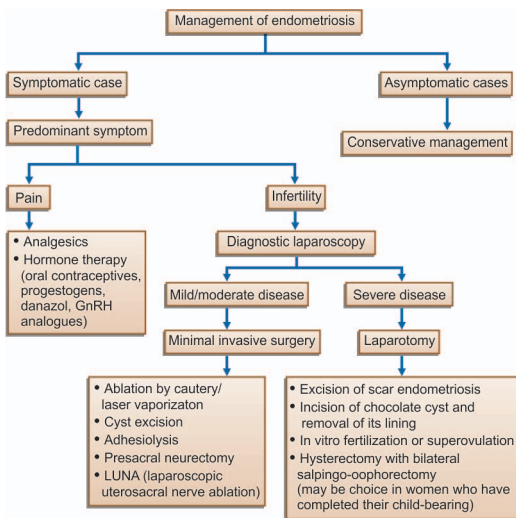 Management of endometriosis
Symptomatic case
Asymptomatic cases
Predominant symptom
Conservative management
Pain
Infertility
• Analgesics
• Hormone therapy
(oral contraceptives,
progestogens,
danazol, GnRH
analogues)
Diagnostic laparoscopy
Mild/moderate disease
Severe disease
Minimal invasive surgery
Laparotomy
• Ablation by cautery/
laser vaporizaton
• Cyst excision
• Adhesiolysis
• Presacral neurectomy
• LUNA (laparoscopic
uterosacral nerve ablation)
• Excision of scar endometriosis
• Incision of chocolate cyst and
removal of its lining
• In vitro fertilization or superovulation
• Hysterectomy with bilateral
salpingo-oophorectomy
(may be choice in women who have
completed their child-bearing)